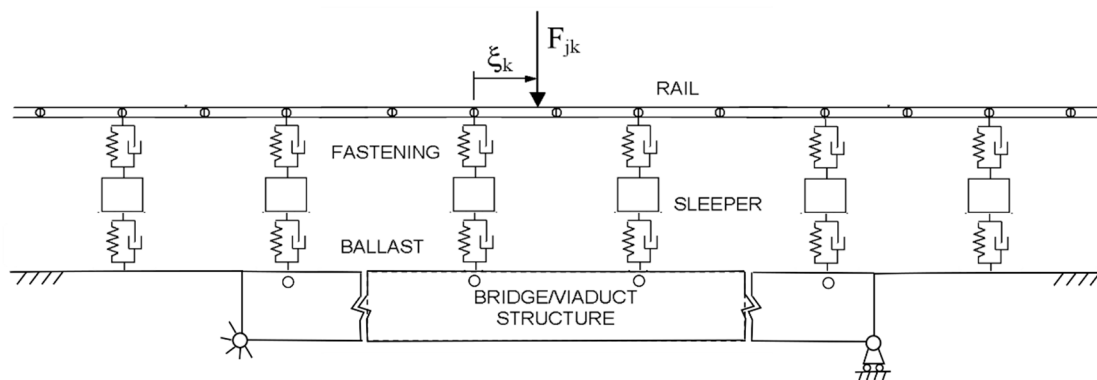 F_jk
ξ_k
RAIL
FASTENING
SLEEPER
BALLAST
BRIDGE/VIADUCT
STRUCTURE